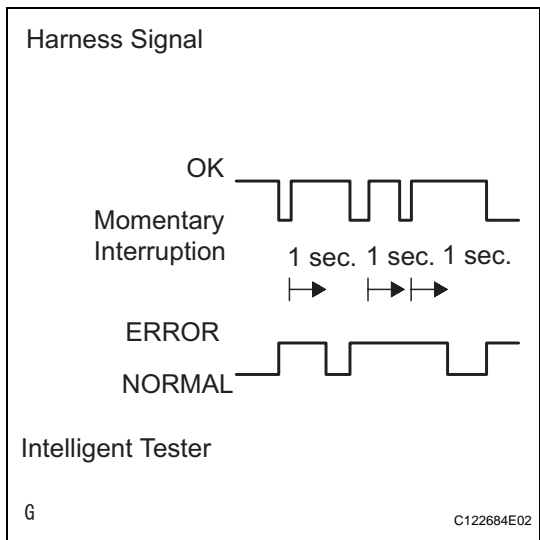 Harness Signal
OK
Momentary
Interruption
1 sec. 1 sec. 1 sec.
ERROR
NORMAL
Intelligent Tester
G
C122684E02